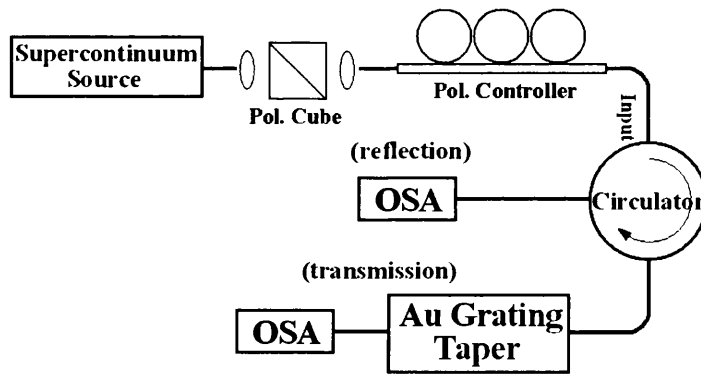 Supercontinuum
Source
Pol. Cube
Pol. Controller
Input
(reflection)
OSA
Circulator
(transmission)
OSA
Au Grating
Taper